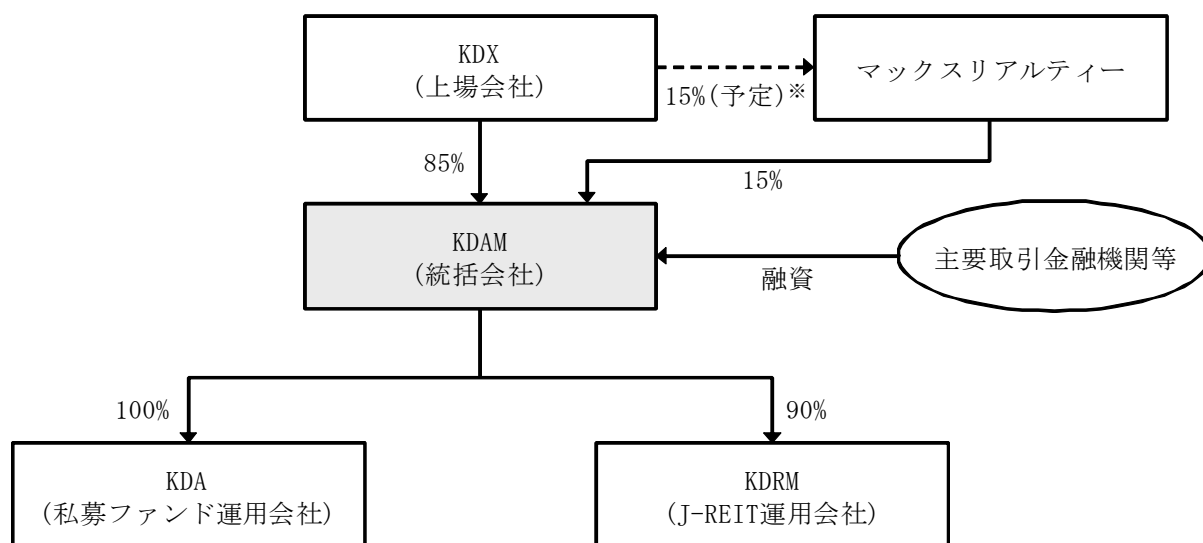 KDX
(上場会社)
15%(予定)※
マックスリアルティー
85%
15%
KDAM
(統括会社)
融資
主要取引金融機関等
100%
90%
KDA
(私募ファンド運用会社)
KDRM
(J-REIT運用会社)